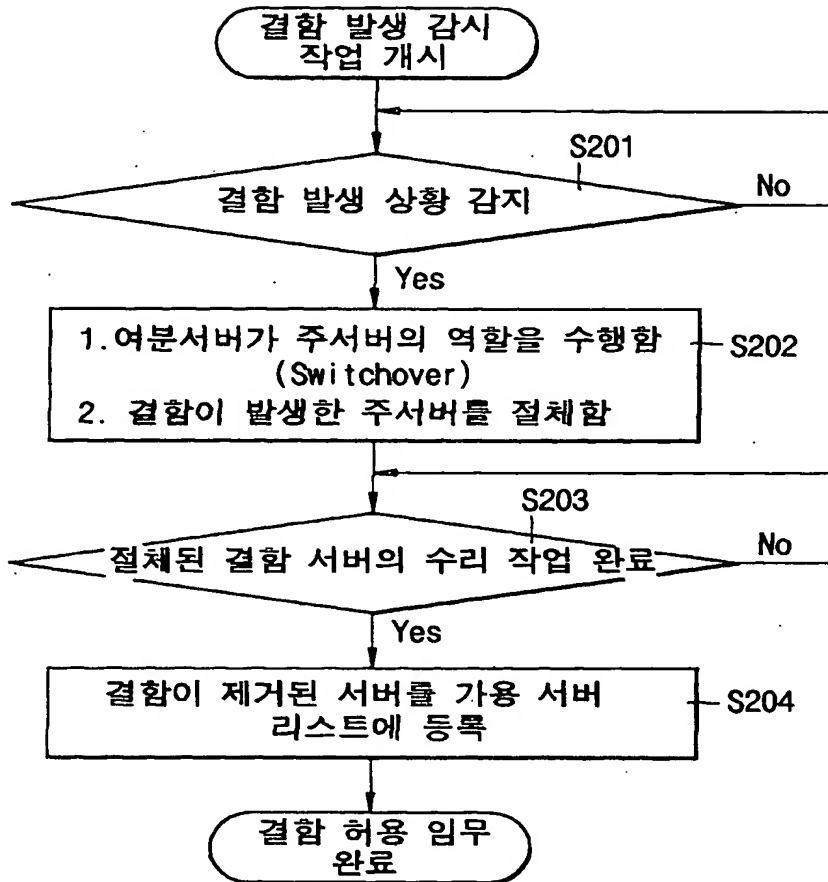 결함 발생 감시
작업 개시
S201
결함 발생 상황 감지
No
Yes
1.여분서버가 주서버의 역할을 수행함
(Switchover)
2. 결함이 발생한 주서버를 절체함
S202
S203
절체된 결함 서버의 수리 작업 완료
No
Yes
결함이 제거된 서버를 가용 서버
리스트에 등록
S204
결함 허용 임무
완료